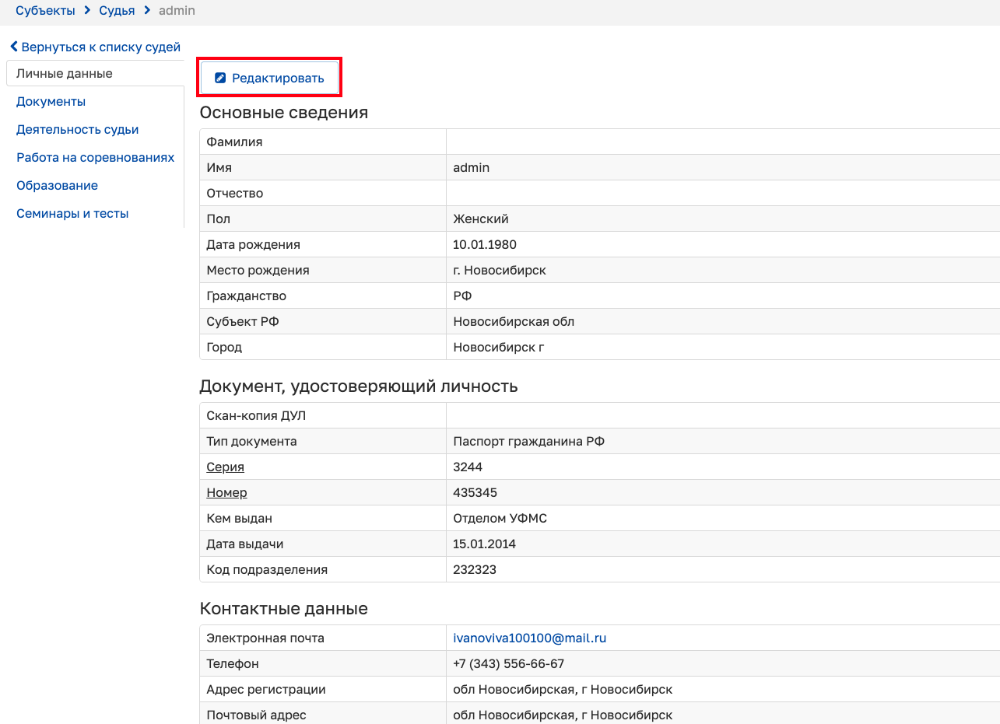 Субъекты > Судья > admin
Вернуться к списку судей
Личные данные
Документы
Деятельность судьи
Работа на соревнованиях
Образование
Семинары и тесты
Редактировать
Основные сведения
Фамилия
Имя admin
Отчество
Пол Женский
Дата рождения 10.01.1980
Место рождения г. Новосибирск
Гражданство РФ
Субъект РФ Новосибирская обл
Город Новосибирск г
Документ, удостоверяющий личность
Скан-копия ДУЛ
Тип документа Паспорт гражданина РФ
Серия 3244
Номер 435345
Кем выдан Отделом УФМС
Дата выдачи 15.01.2014
Код подразделения 232323
Контактные данные
Электронная почта ivanoviva100100@mail.ru
Телефон +7 (343) 556-66-67
Адрес регистрации обл Новосибирская, г Новосибирск
Почтовый адрес обл Новосибирская, г Новосибирск